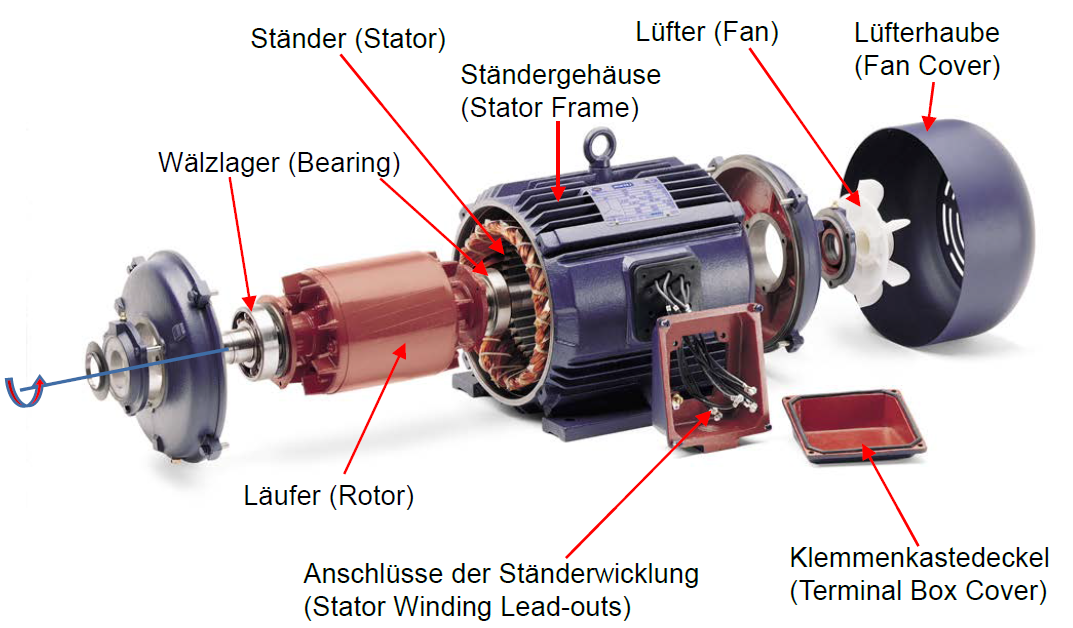 Ständer (Stator)
Lüfter (Fan)
Lüfterhaube
(Fan Cover)
Ständergehäuse
(Stator Frame)
Wälzlager (Bearing)
Läufer (Rotor)
Anschlüsse der Ständerwicklung
(Stator Winding Lead-outs)
Klemmenkastedeckel
(Terminal Box Cover)